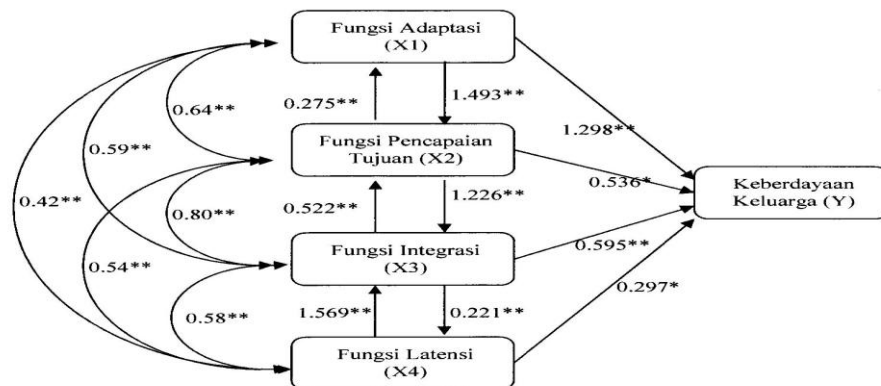 Fungsi Adaptasi
(X1)
0.64**
0.275**
1.493**
1.298**
0.59**
Fungsi Pencapaian
Tujuan (X2)
0.536*
0.42**
0.80**
0.522**
1.226**
Keberdayaan
Keluarga (Y)
0.54**
Fungsi Integrasi
(X3)
0.595**
0.58**
1.569**
0.221**
0.297*
Fungsi Latensi
(X4)